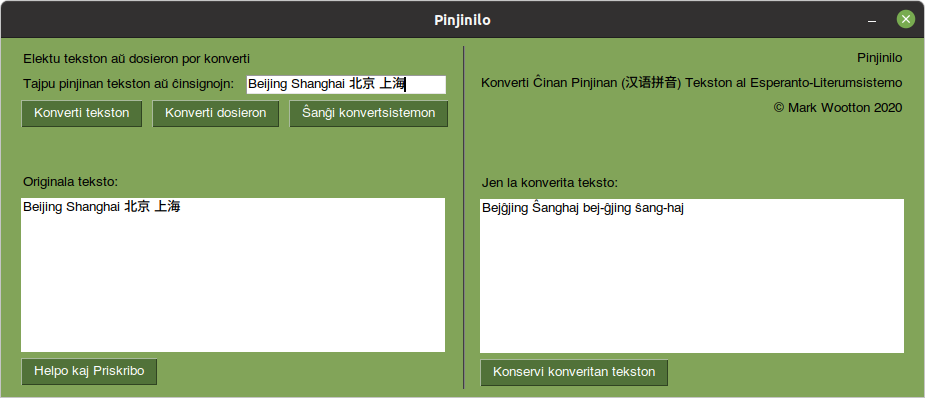 Pinjinilo
Elektu tekston aŭ dosieron por konverti
Tajpu pinjinan tekston aŭ ĉinsignojn: Beijing Shanghai 北京 上海
Konverti tekston Konverti dosieron Ŝanĝi konvertsistemon
Pinjinilo
Konverti Ĉinan Pinjinan (汉语拼音) Tekston al Esperanto-Literumsistemo
© Mark Wootton 2020
Originala teksto:
Beijing Shanghai 北京 上海
Helpo kaj Priskribo
Jen la konverita teksto:
Bejĝjing Ŝanghaj bej-ĝjing ŝang-haj
Konservi konveritan tekston